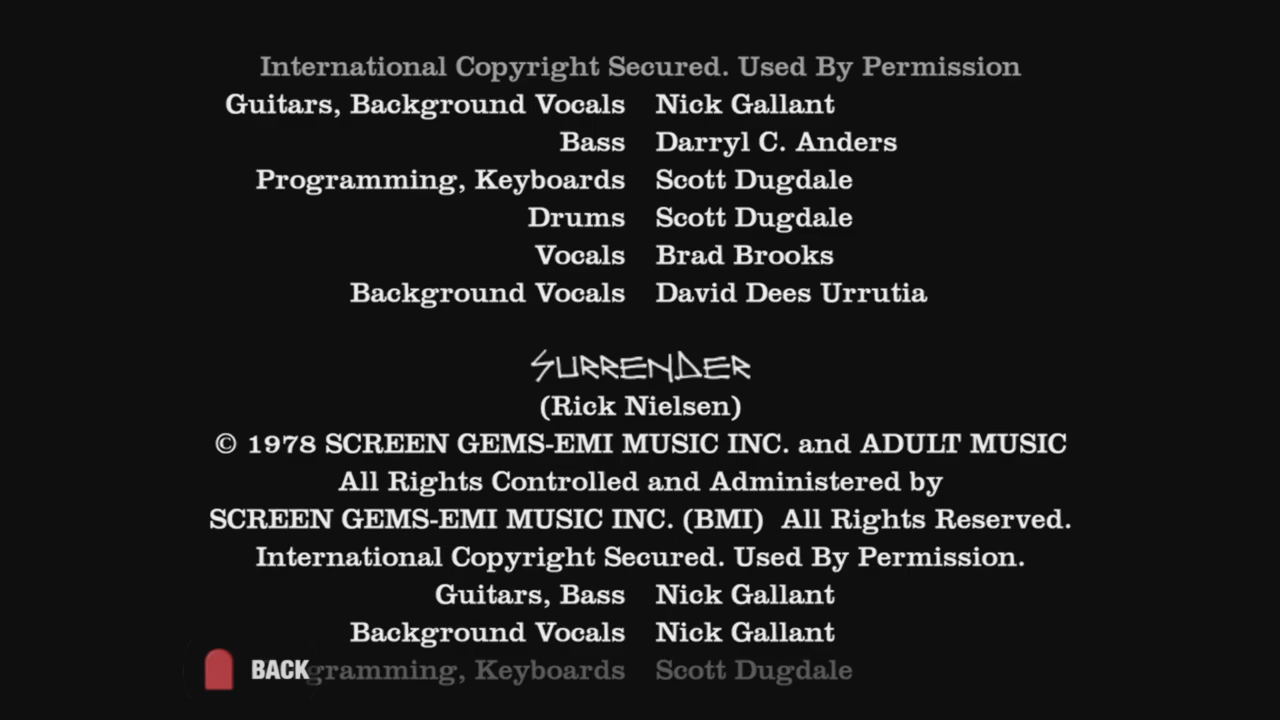 International Copyright Secured. Used By Permission
Guitars, Background Vocals Nick Gallant
Bass Darryl C. Anders
Programming, Keyboards Scott Dugdale
Drums Scott Dugdale
Vocals Brad Brooks
Background Vocals David Dees Urrutia
SURRENDER
(Rick Nielsen)
© 1978 SCREEN GEMS-EMI MUSIC INC. and ADULT MUSIC
All Rights Controlled and Administered by
SCREEN GEMS-EMI MUSIC INC. (BMI) All Rights Reserved.
International Copyright Secured. Used By Permission.
Guitars, Bass Nick Gallant
Background Vocals Nick Gallant
BACK gramming, Keyboards Scott Dugdale